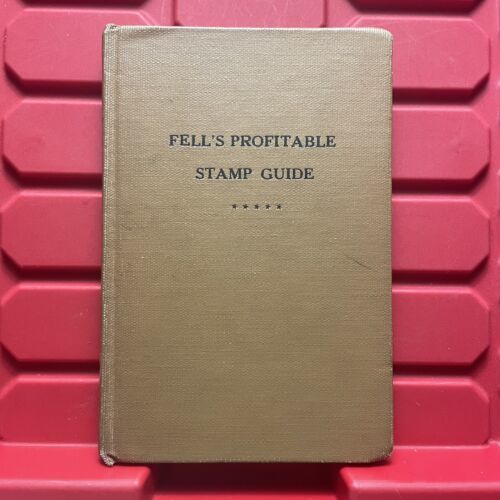 FELL'S PROFITABLE
STAMP GUIDE
★★★★★